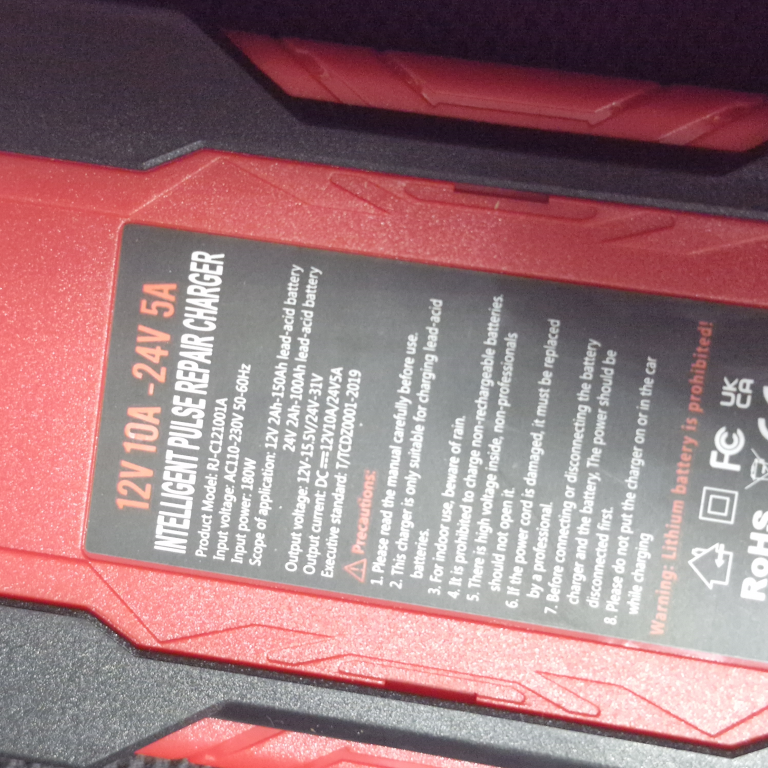 12V 10A -24V 5A
INTELLIGENT PULSE REPAIR CHARGER
Product Model: RJ-C121001A
Input voltage: AC110-230V 50-60Hz
Input power: 180W
Scope of application: 12V 2Ah-150Ah lead-acid battery
24V 2Ah-100Ah lead-acid battery
Output voltage: 12V-15.5V/24V-31V
Output current: DC ⎓12V10A/24V5A
Executive standard: T/TCDZ0001-2019
⚠ Precautions:
1. Please read the manual carefully before use.
2. This charger is only suitable for charging lead-acid
batteries.
3. For indoor use, beware of rain.
4. It is prohibited to charge non-rechargeable batteries.
5. There is high voltage inside, non-professionals
should not open it.
6. If the power cord is damaged, it must be replaced
by a professional.
7. Before connecting or disconnecting the battery
charger and the battery. The power should be
disconnected first.
8. Please do not put the charger on or in the car
while charging
Warning: Lithium battery is prohibited!
FC UK CA
RoHS